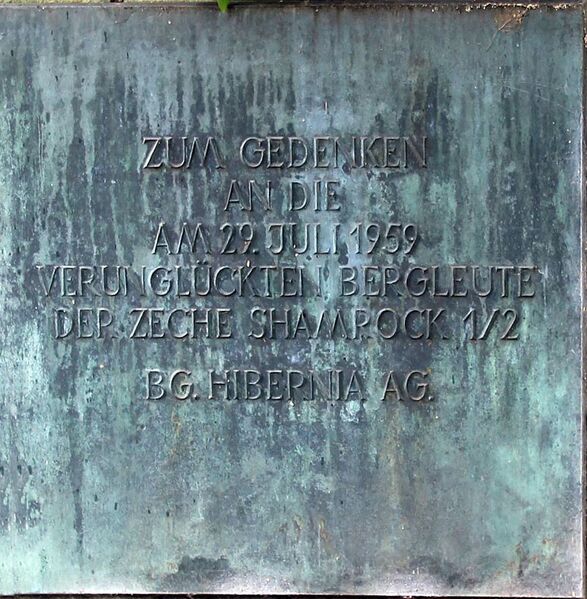 ZUM GEDENKEN
AN DIE
AM 29. JULI 1959
VERUNGLÜCKTEN BERGLEUTE
DER ZECHE SHAMROCK 1/2
BG. HIBERNIA AG.